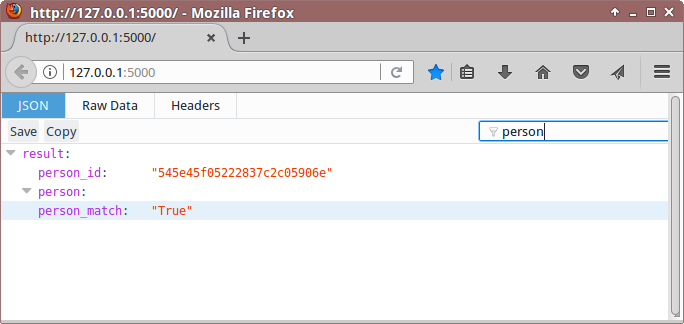 http://127.0.0.1:5000/ - Mozilla Firefox
http://127.0.0.1:5000/
127.0.0.1:5000
JSON Raw Data Headers
Save Copy person
result:
person_id: "545e45f05222837c2c05906e"
person:
person_match: "True"